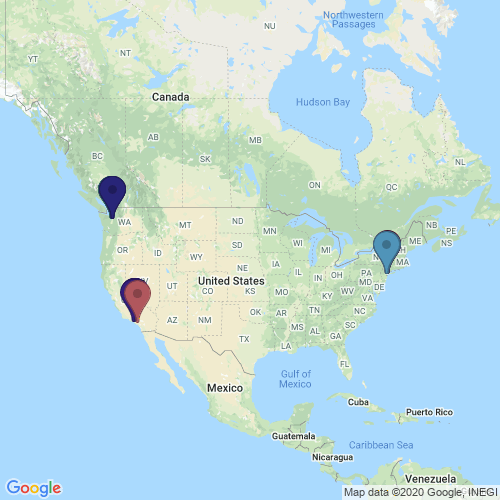 Northwestern
Passages
YT
NT
NU
Canada
Hudson Bay
BC
AB
SK
MB
ON
QC
NL
NB
PE
NS
WA
MT
ND
MN
OR
ID
WY
SD
WI
MI
ME
MA
PA
NV
UT
CO
NE
IA
IL
IN
OH
MD
DE
United States
KS
MO
KY
WV
VA
AZ
NM
OK
AR
TN
NC
SC
MS
AL
GA
TX
LA
FL
Gulf of
Mexico
Mexico
Cuba
Puerto Rico
Guatemala
Nicaragua
Caribbean Sea
Venezuela
Google
Map data ©2020 Google, INEGI